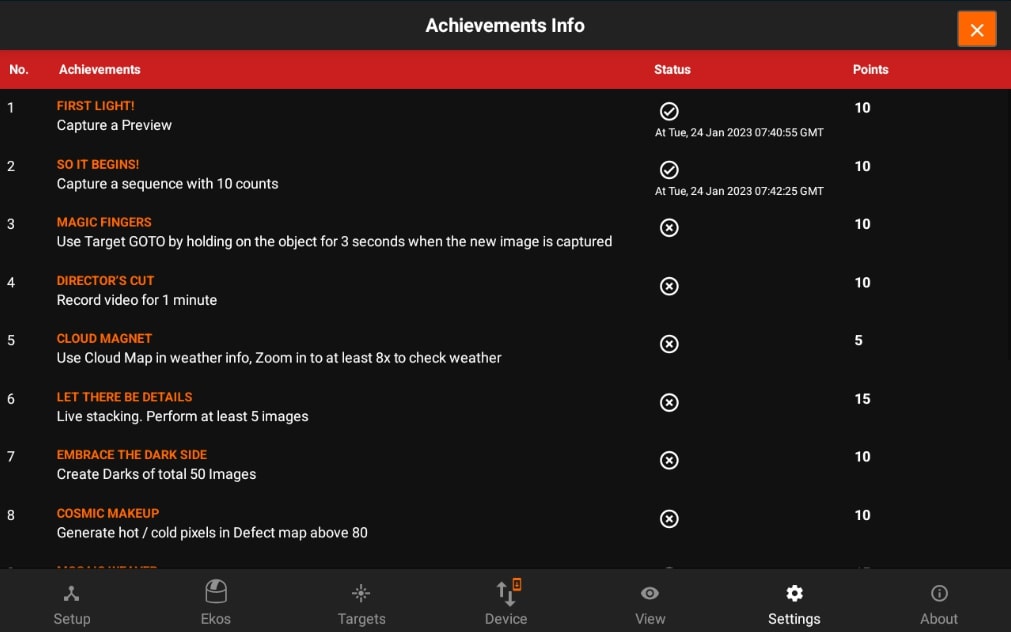 Achievements Info
No. Achievements Status Points
1 FIRST LIGHT! 10
Capture a Preview
At Tue, 24 Jan 2023 07:40:55 GMT
2 SO IT BEGINS! 10
Capture a sequence with 10 counts
At Tue, 24 Jan 2023 07:42:25 GMT
3 MAGIC FINGERS 10
Use Target GOTO by holding on the object for 3 seconds when the new image is captured
4 DIRECTOR'S CUT 10
Record video for 1 minute
5 CLOUD MAGNET 5
Use Cloud Map in weather info, Zoom in to at least 8x to check weather
6 LET THERE BE DETAILS 15
Live stacking. Perform at least 5 images
7 EMBRACE THE DARK SIDE 10
Create Darks of total 50 Images
8 COSMIC MAKEUP 10
Generate hot / cold pixels in Defect map above 80
Setup Ekos Targets Device View Settings About